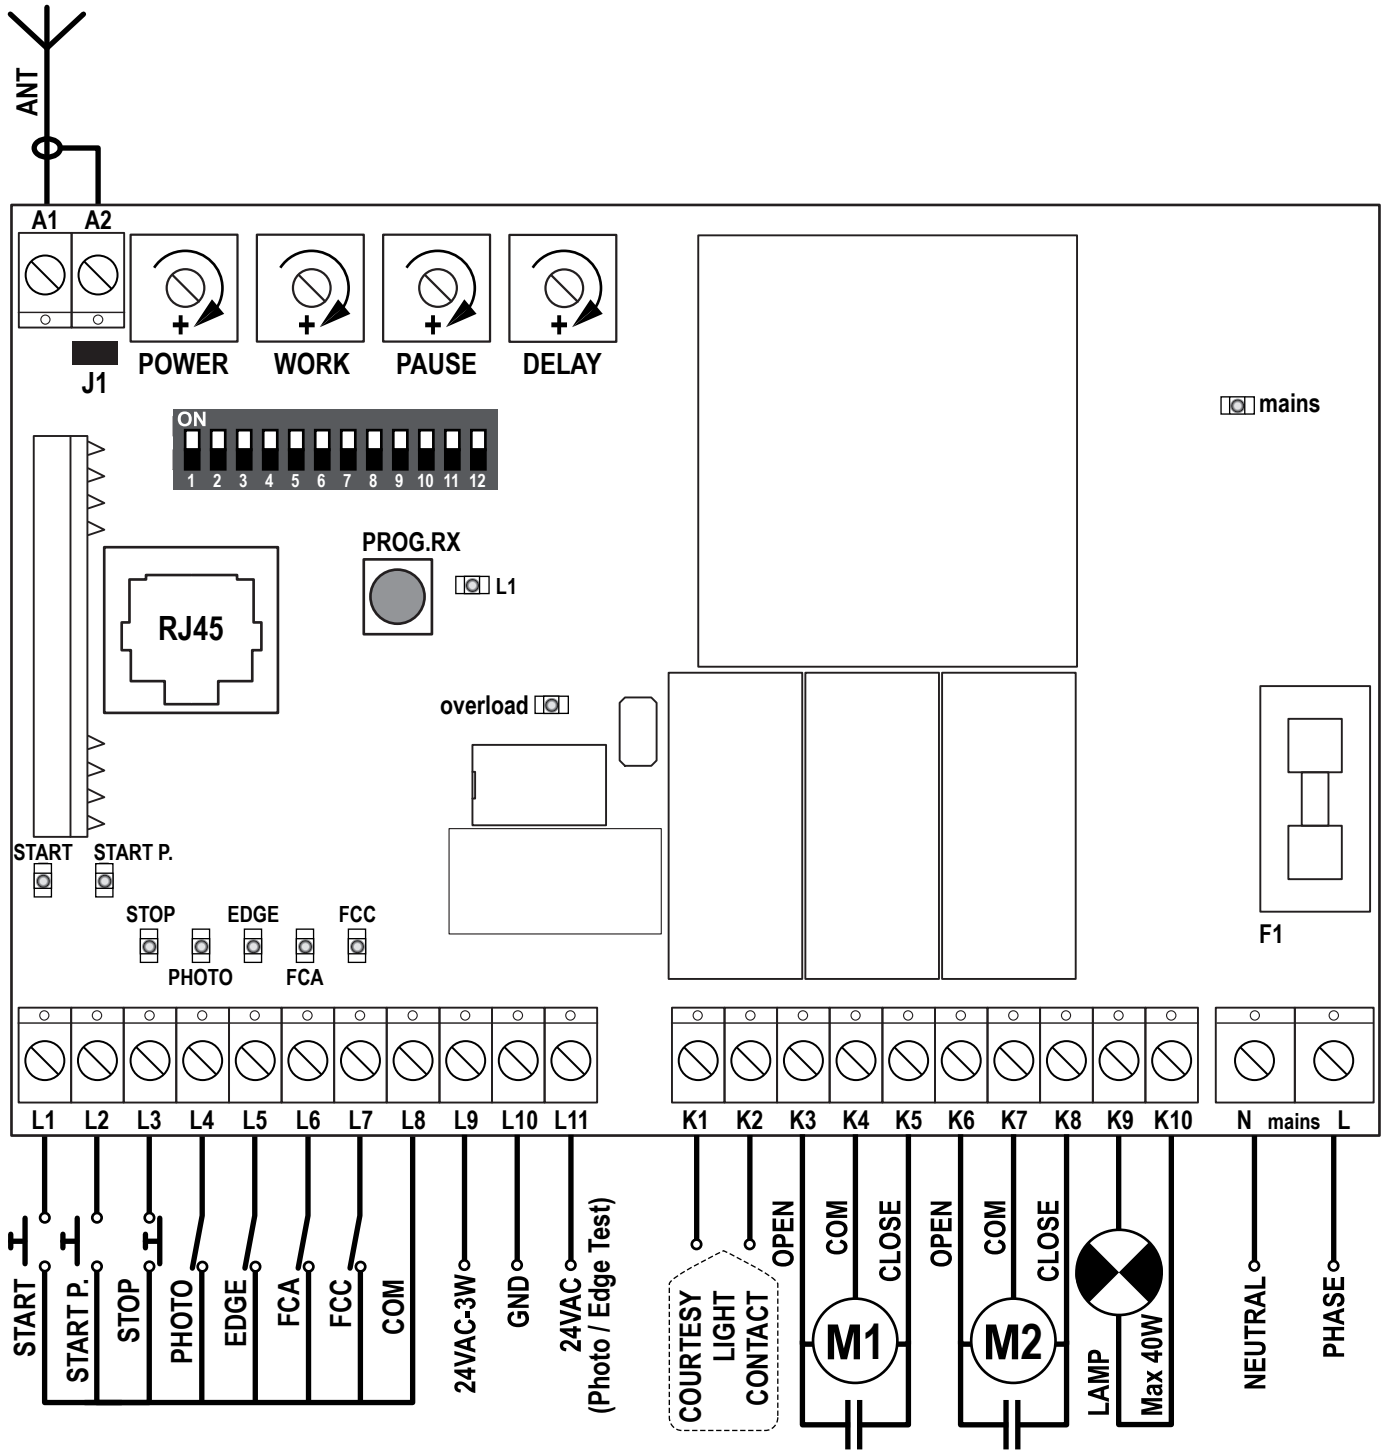 ANT
A1 A2
+ + + +
POWER WORK PAUSE DELAY
J1
mains
ON
1 2 3 4 5 6 7 8 9 10 11 12
PROG.RX
L1
RJ45
overload
START START P.
STOP EDGE FCC
PHOTO FCA
F1
L1 L2 L3 L4 L5 L6 L7 L8 L9 L10 L11
K1 K2 K3 K4 K5 K6 K7 K8 K9 K10
N mains L
START
START P.
STOP
PHOTO
EDGE
FCA
FCC
COM
24VAC-3W
GND
24VAC
(Photo / Edge Test)
COURTESY
LIGHT
CONTACT
OPEN
COM
CLOSE
M1
OPEN
COM
CLOSE
M2
LAMP
Max 40W
NEUTRAL
PHASE